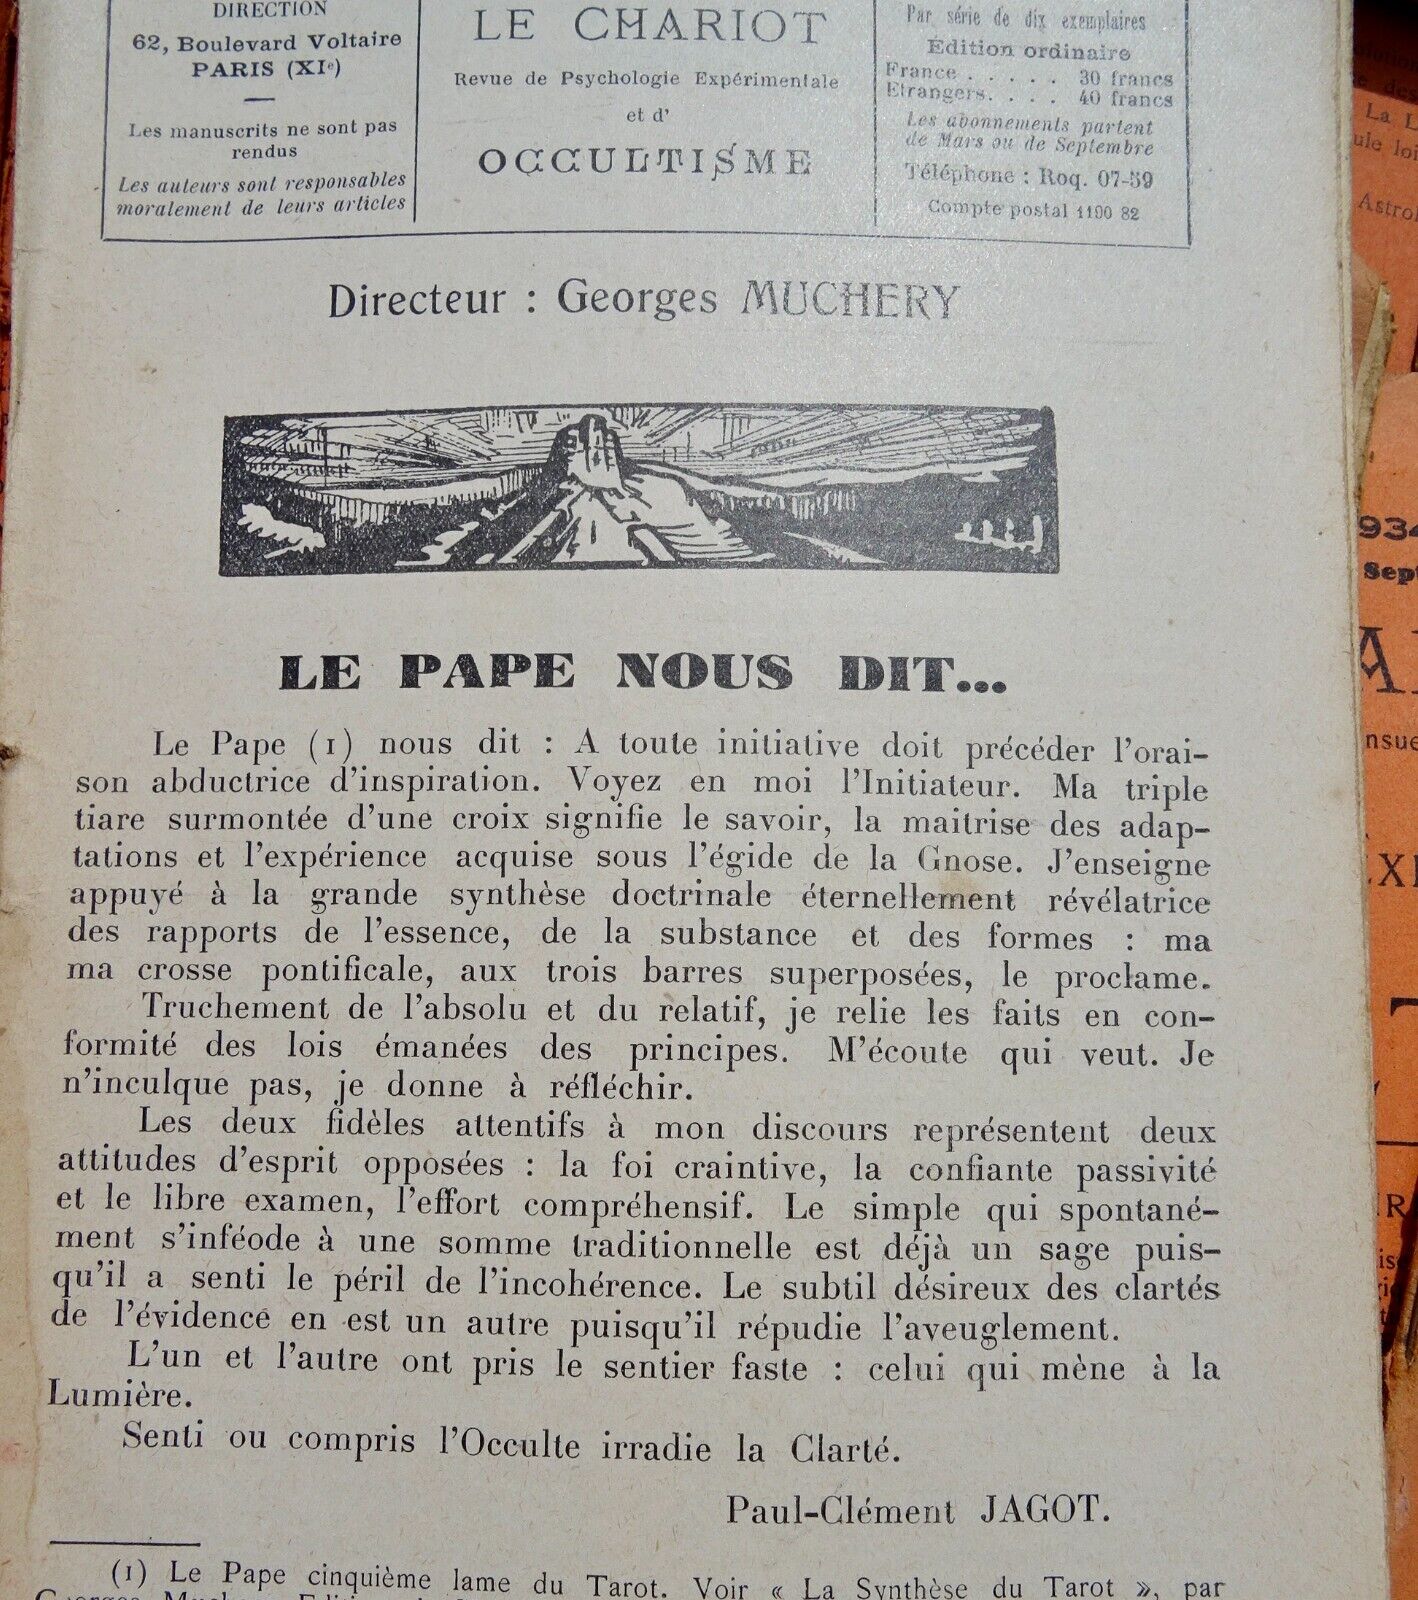 DIRECTION
62, Boulevard Voltaire
PARIS (XIe)
Les manuscrits ne sont pas
rendus
Les auteurs sont responsables
moralement de leurs articles
LE CHARIOT
Revue de Psychologie Expérimentale
et d'
OCCULTISME
Par série de dix exemplaires
Edition ordinaire
France . . . . . 30 francs
Etrangers. . . . 40 francs
Les abonnements partent
de Mars ou de Septembre
Téléphone : Roq. 07-59
Compte postal 1190 82
Directeur : Georges MUCHERY
LE PAPE NOUS DIT...
Le Pape (1) nous dit : A toute initiative doit précéder l'orai-
son abductrice d'inspiration. Voyez en moi l'Initiateur. Ma triple
tiare surmontée d'une croix signifie le savoir, la maitrise des adap-
tations et l'expérience acquise sous l'égide de la Gnose. J'enseigne
appuyé à la grande synthèse doctrinale éternellement révélatrice
des rapports de l'essence, de la substance et des formes : ma
ma crosse pontificale, aux trois barres superposées, le proclame.
Truchement de l'absolu et du relatif, je relie les faits en con-
formité des lois émanées des principes. M'écoute qui veut. Je
n'inculque pas, je donne à réfléchir.
Les deux fidèles attentifs à mon discours représentent deux
attitudes d'esprit opposées : la foi craintive, la confiante passivité
et le libre examen, l'effort compréhensif. Le simple qui spontané-
ment s'inféode à une somme traditionnelle est déjà un sage puis-
qu'il a senti le péril de l'incohérence. Le subtil désireux des clartés
de l'évidence en est un autre puisqu'il répudie l'aveuglement.
L'un et l'autre ont pris le sentier faste : celui qui mène à la
Lumière.
Senti ou compris l'Occulte irradie la Clarté.
Paul-Clément JAGOT.
(1) Le Pape cinquième lame du Tarot. Voir « La Synthèse du Tarot », par
Georges
La L
Astrol
934
Sept